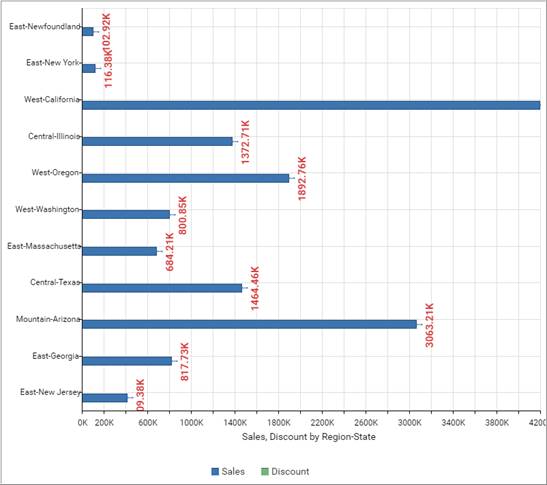 East-Newfoundland
102.92K
East-New York
116.38K
West-California
Central-Illinois
1372.71K
West-Oregon
1892.76K
West-Washington
800.85K
East-Massachusetts
684.21K
Central-Texas
1464.46K
Mountain-Arizona
3063.21K
East-Georgia
817.73K
East-New Jersey
09.38K
0K 200K 600K 1000K 1400K 1800K 2200K 2600K 3000K 3400K 3800K 4200
Sales, Discount by Region-State
Sales Discount